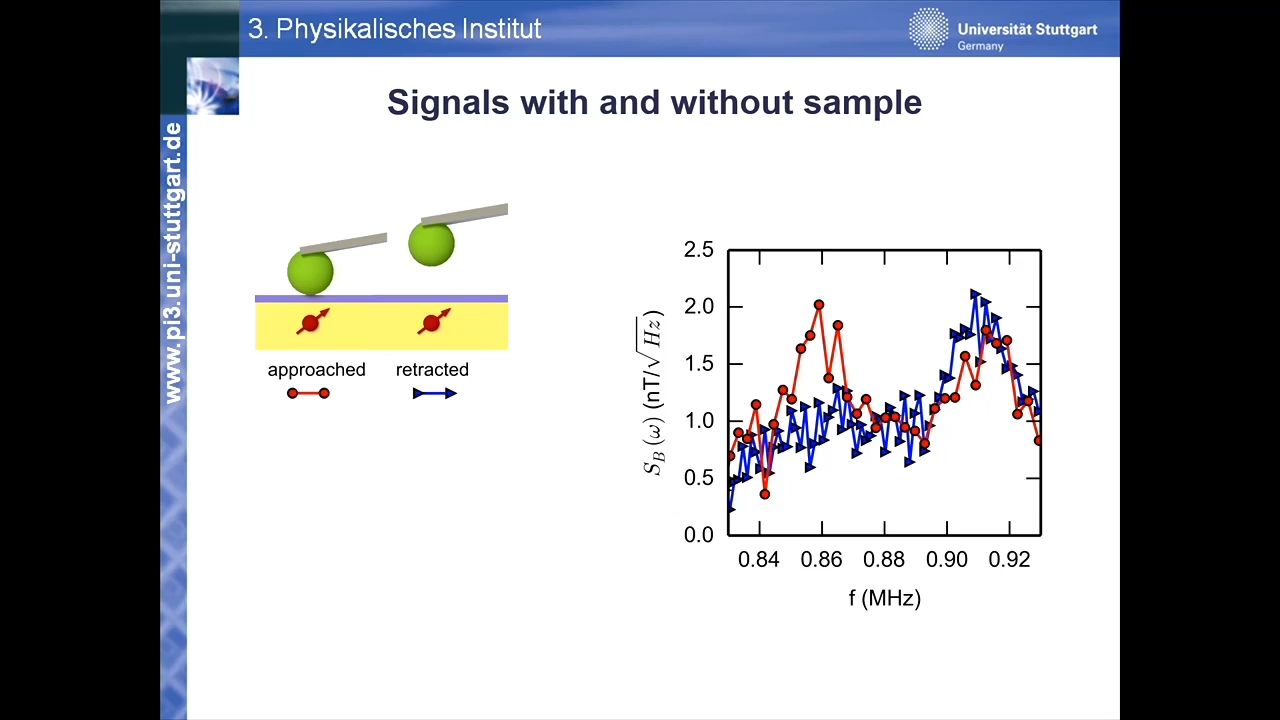 3. Physikalisches Institut
Universität Stuttgart
Germany
www.pi3.uni-stuttgart.de
Signals with and without sample
approached
retracted
2.5
2.0
1.5
1.0
0.5
0.0
S_B(ω) (nT/√Hz)
0.84 0.86 0.88 0.90 0.92
f (MHz)